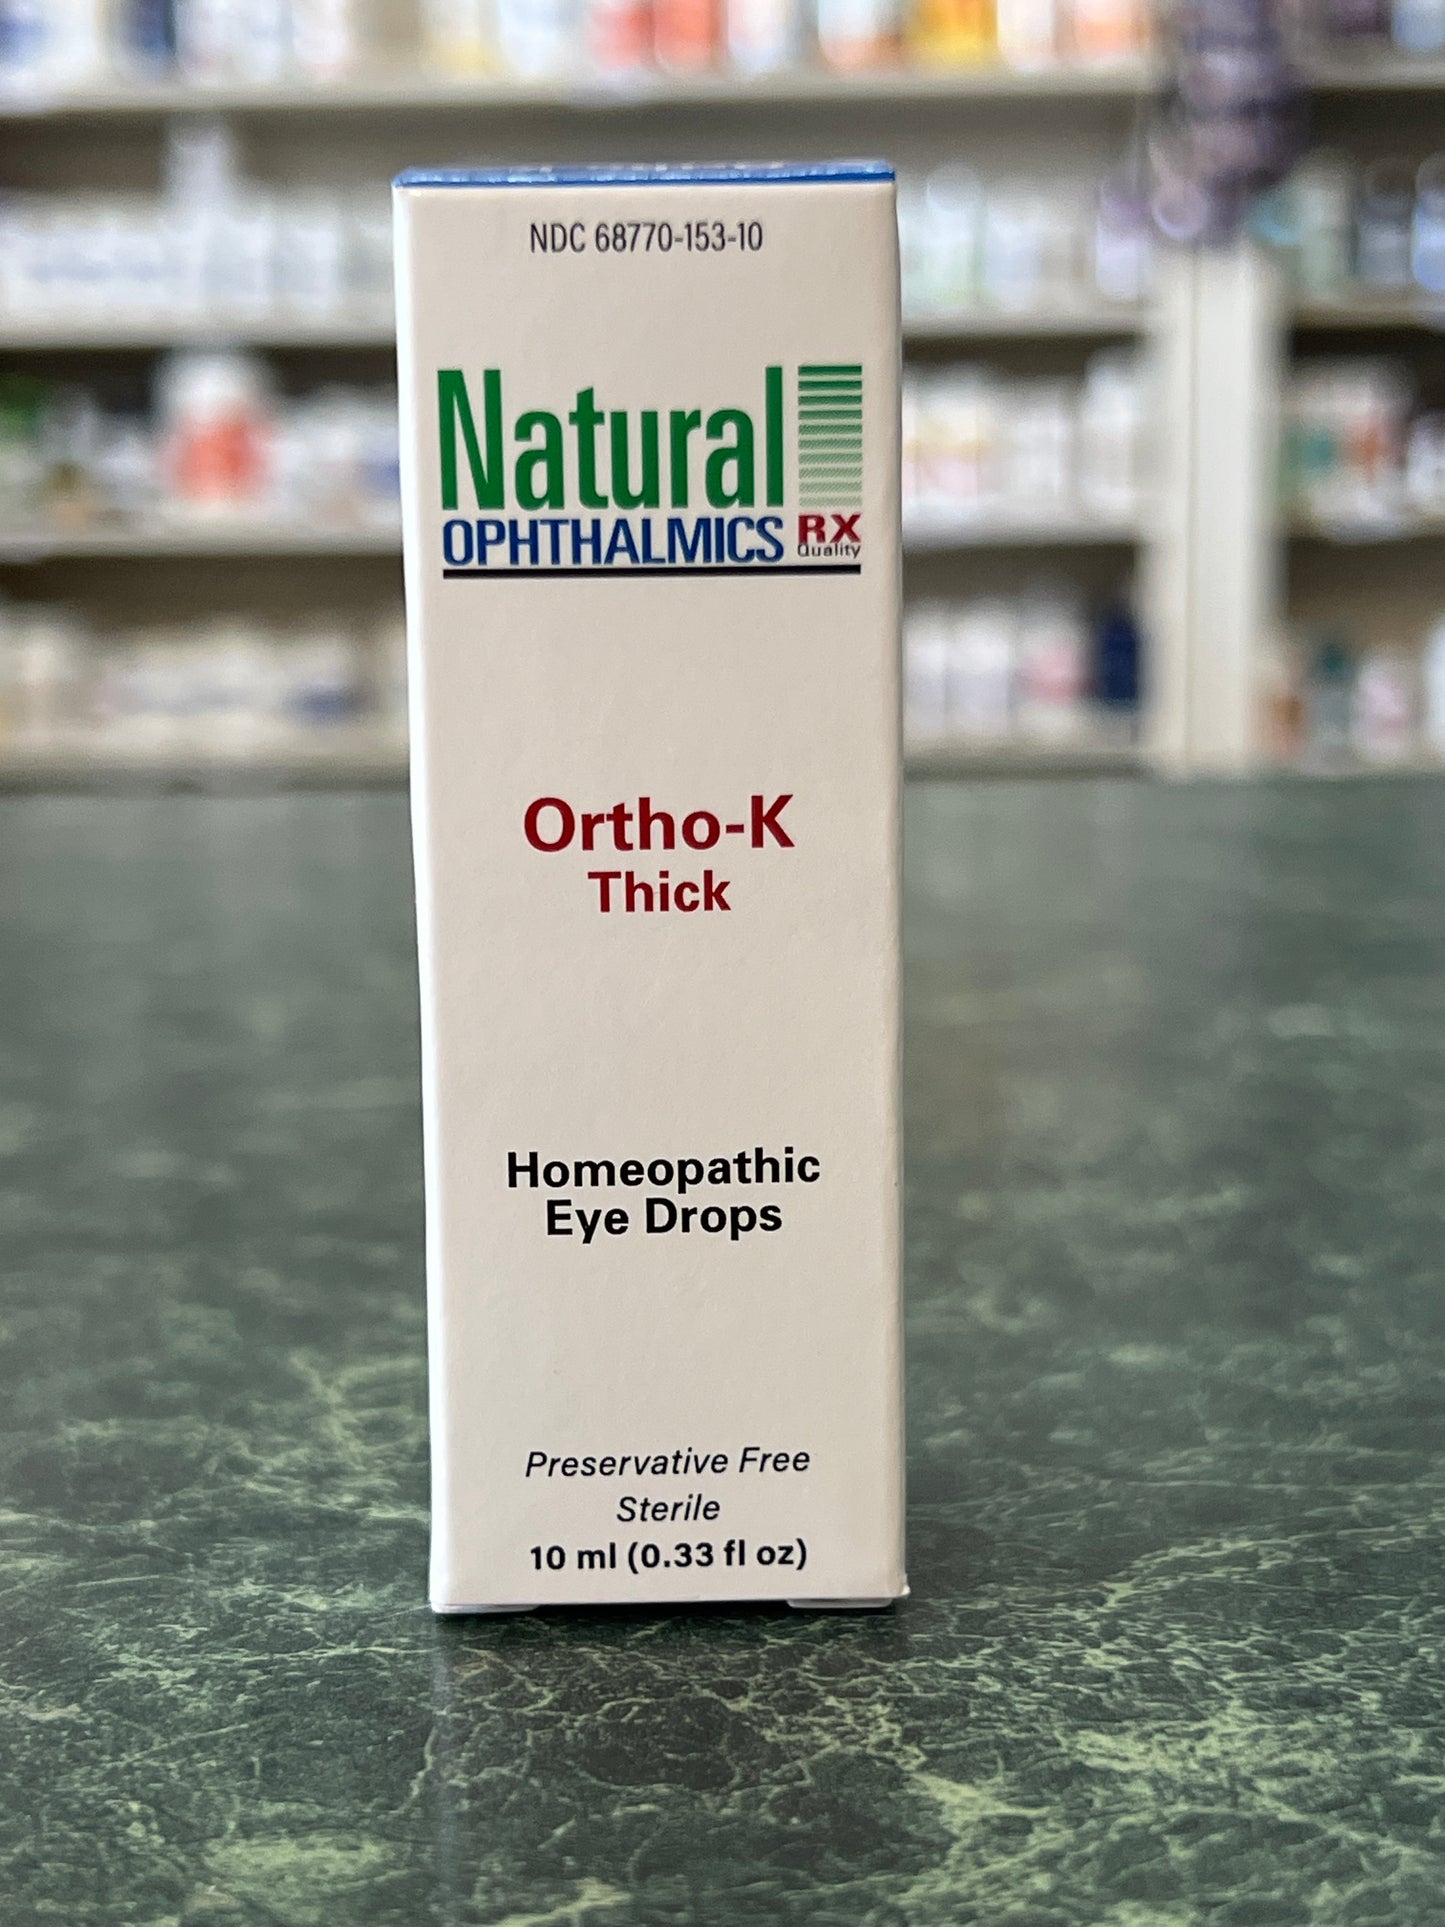 NDC 68770-153-10
Natural
OPHTHALMICS RX
Quality
Ortho-K
Thick
Homeopathic
Eye Drops
Preservative Free
Sterile
10 ml (0.33 fl oz)